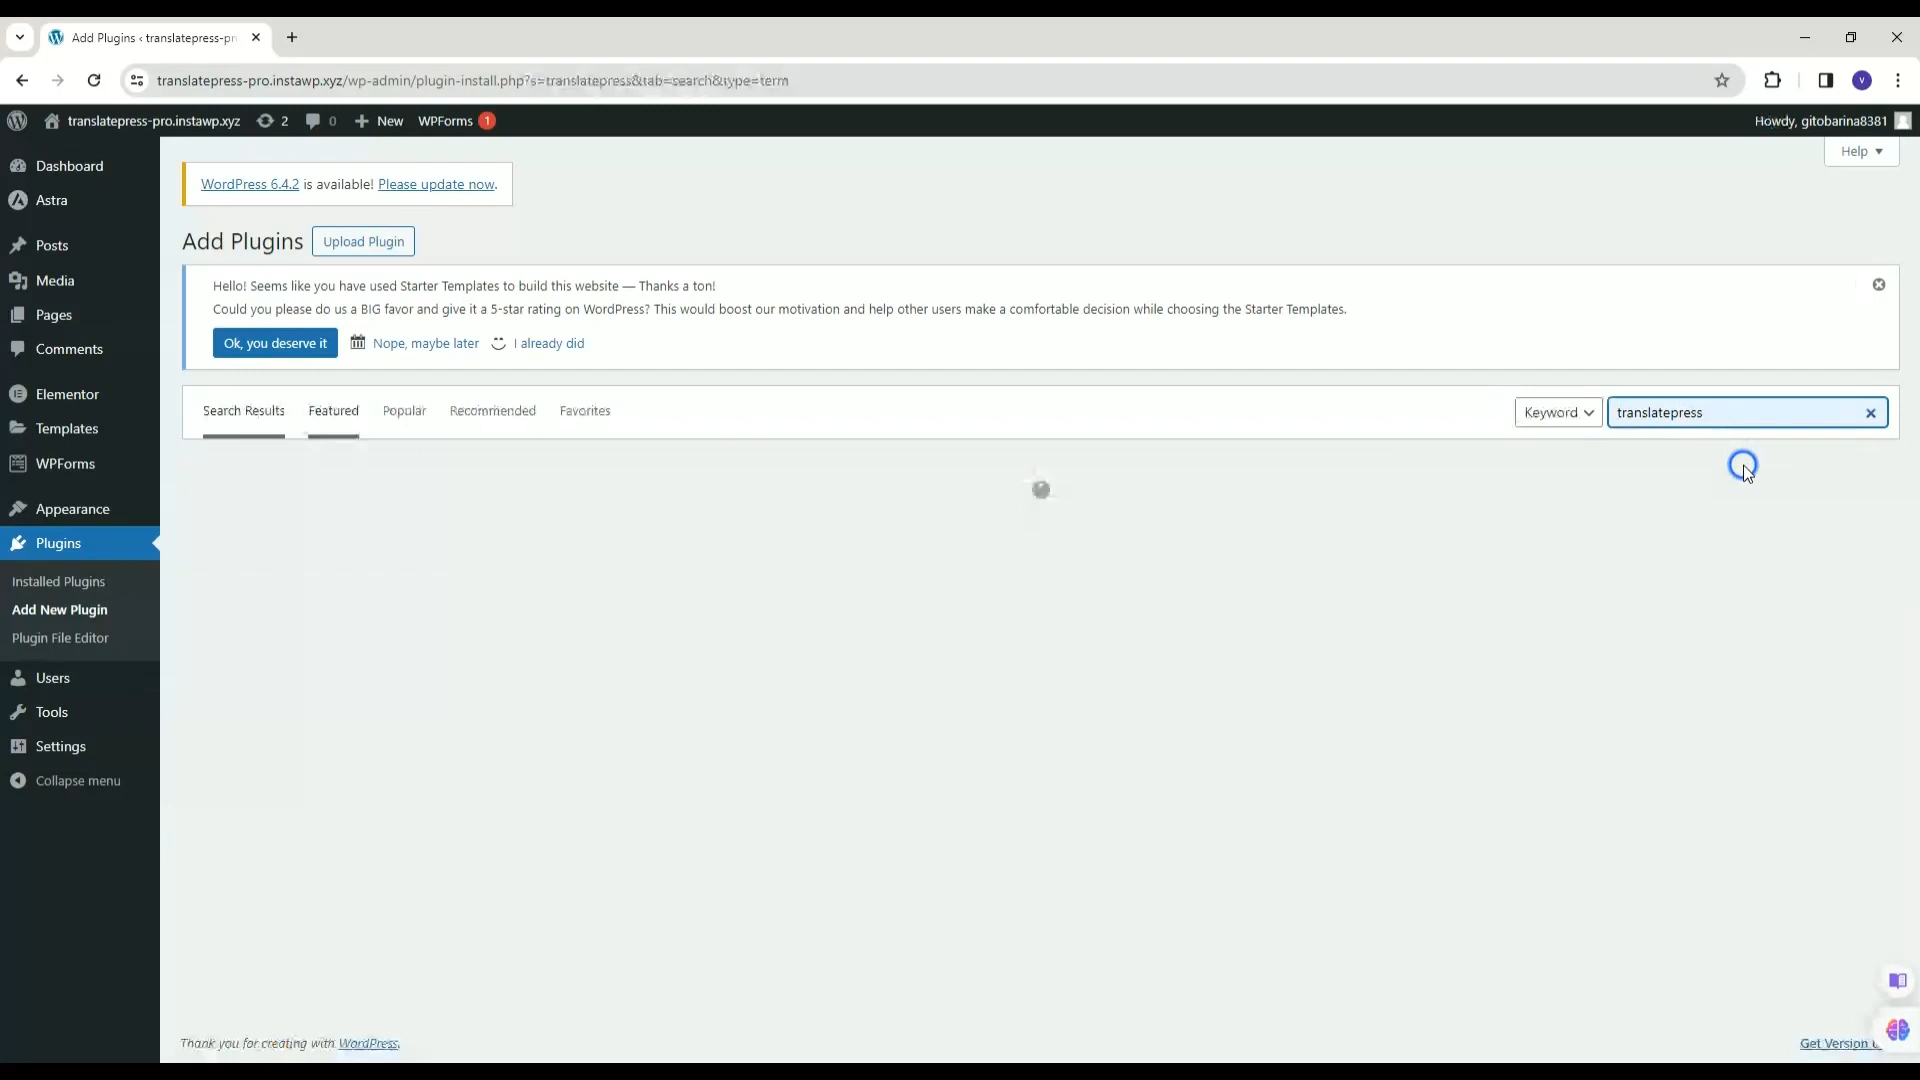 Add Plugins ‹ translatepress-pr
translatepress-pro.instawp.xyz/wp-admin/plugin-install.php?s=translatepress&tab=search&type=term
V
translatepress-pro.instawp.xyz 2 0 New WPForms 1
Howdy, gitobarina8381
Help
Dashboard
Astra
Posts
Media
Pages
Comments
Elementor
Templates
WPForms
Appearance
Plugins
Installed Plugins
Add New Plugin
Plugin File Editor
Users
Tools
Settings
Collapse menu
WordPress 6.4.2 is available! Please update now.
Add Plugins Upload Plugin
Hello! Seems like you have used Starter Templates to build this website — Thanks a ton!
Could you please do us a BIG favor and give it a 5-star rating on WordPress? This would boost our motivation and help other users make a comfortable decision while choosing the Starter Templates.
Ok, you deserve it Nope, maybe later I already did
Search Results Featured Popular Recommended Favorites
Keyword translatepress
Thank you for creating with WordPress.
Get Version